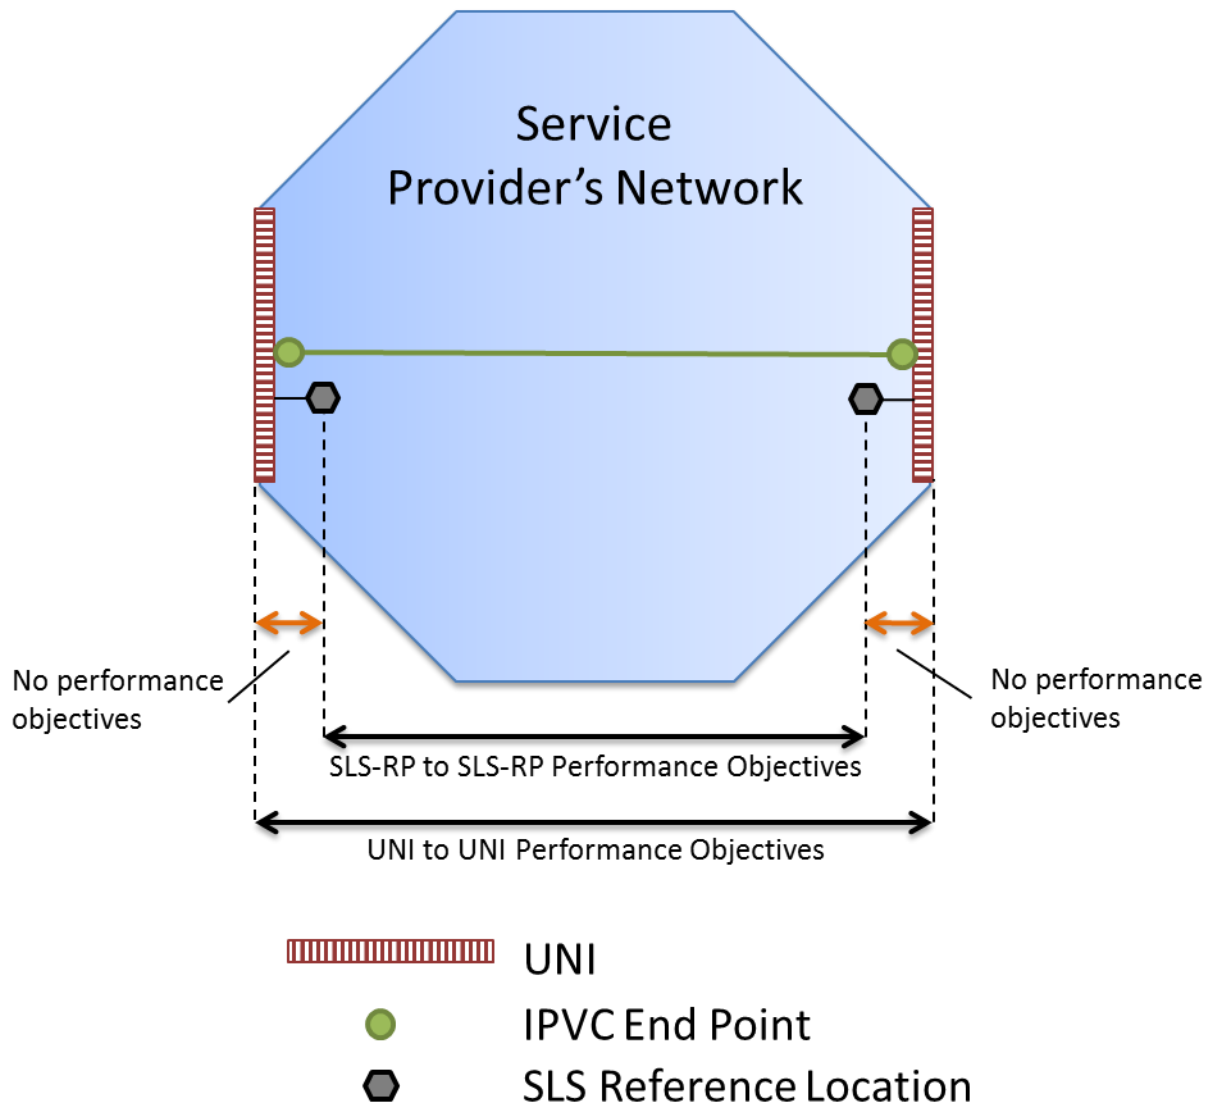 Service
Provider’s Network
No performance
objectives
No performance
objectives
SLS-RP to SLS-RP Performance Objectives
UNI to UNI Performance Objectives
UNI
IPVC End Point
SLS Reference Location